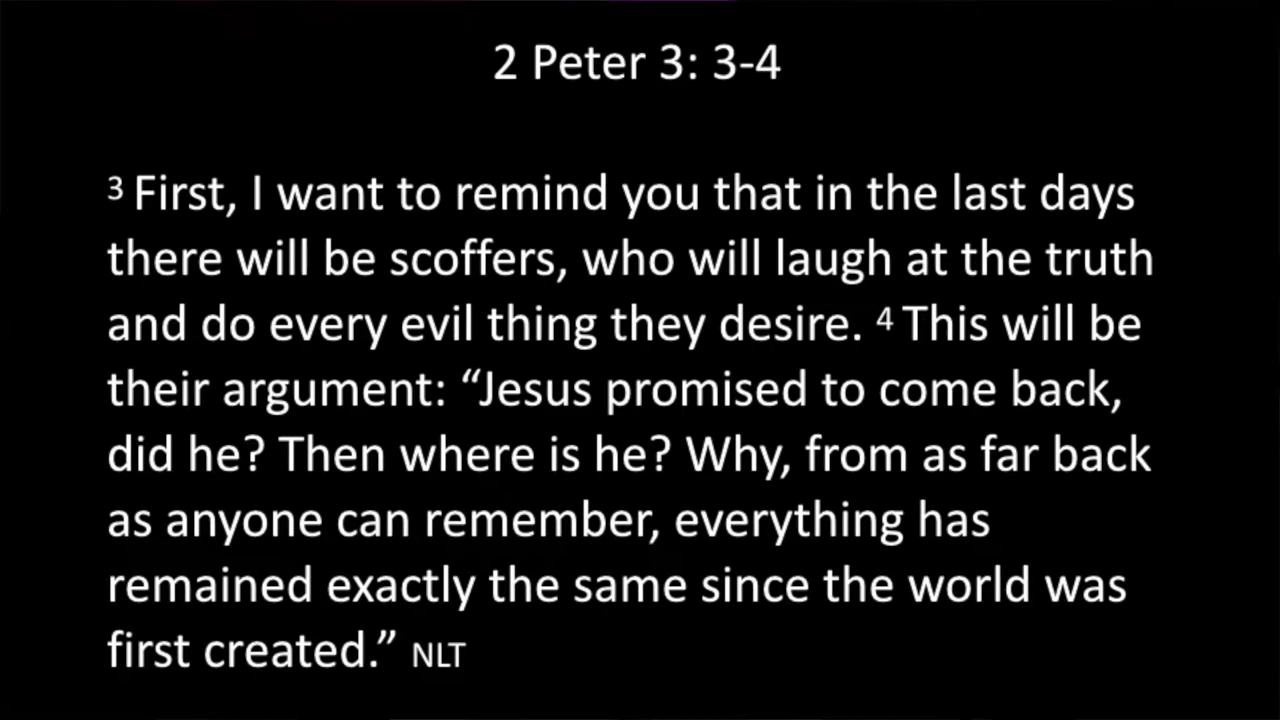 2 Peter 3: 3-4
3 First, I want to remind you that in the last days
there will be scoffers, who will laugh at the truth
and do every evil thing they desire. 4 This will be
their argument: “Jesus promised to come back,
did he? Then where is he? Why, from as far back
as anyone can remember, everything has
remained exactly the same since the world was
first created.” NLT